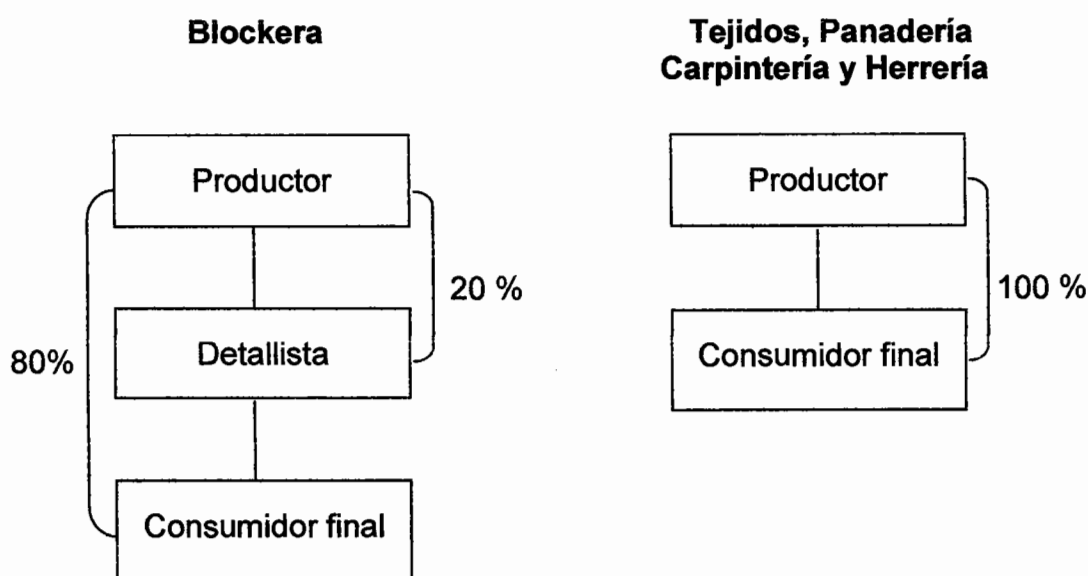 Blockera
Productor
20 %
Detallista
80%
Consumidor final
Tejidos, Panadería
Carpintería y Herrería
Productor
100 %
Consumidor final